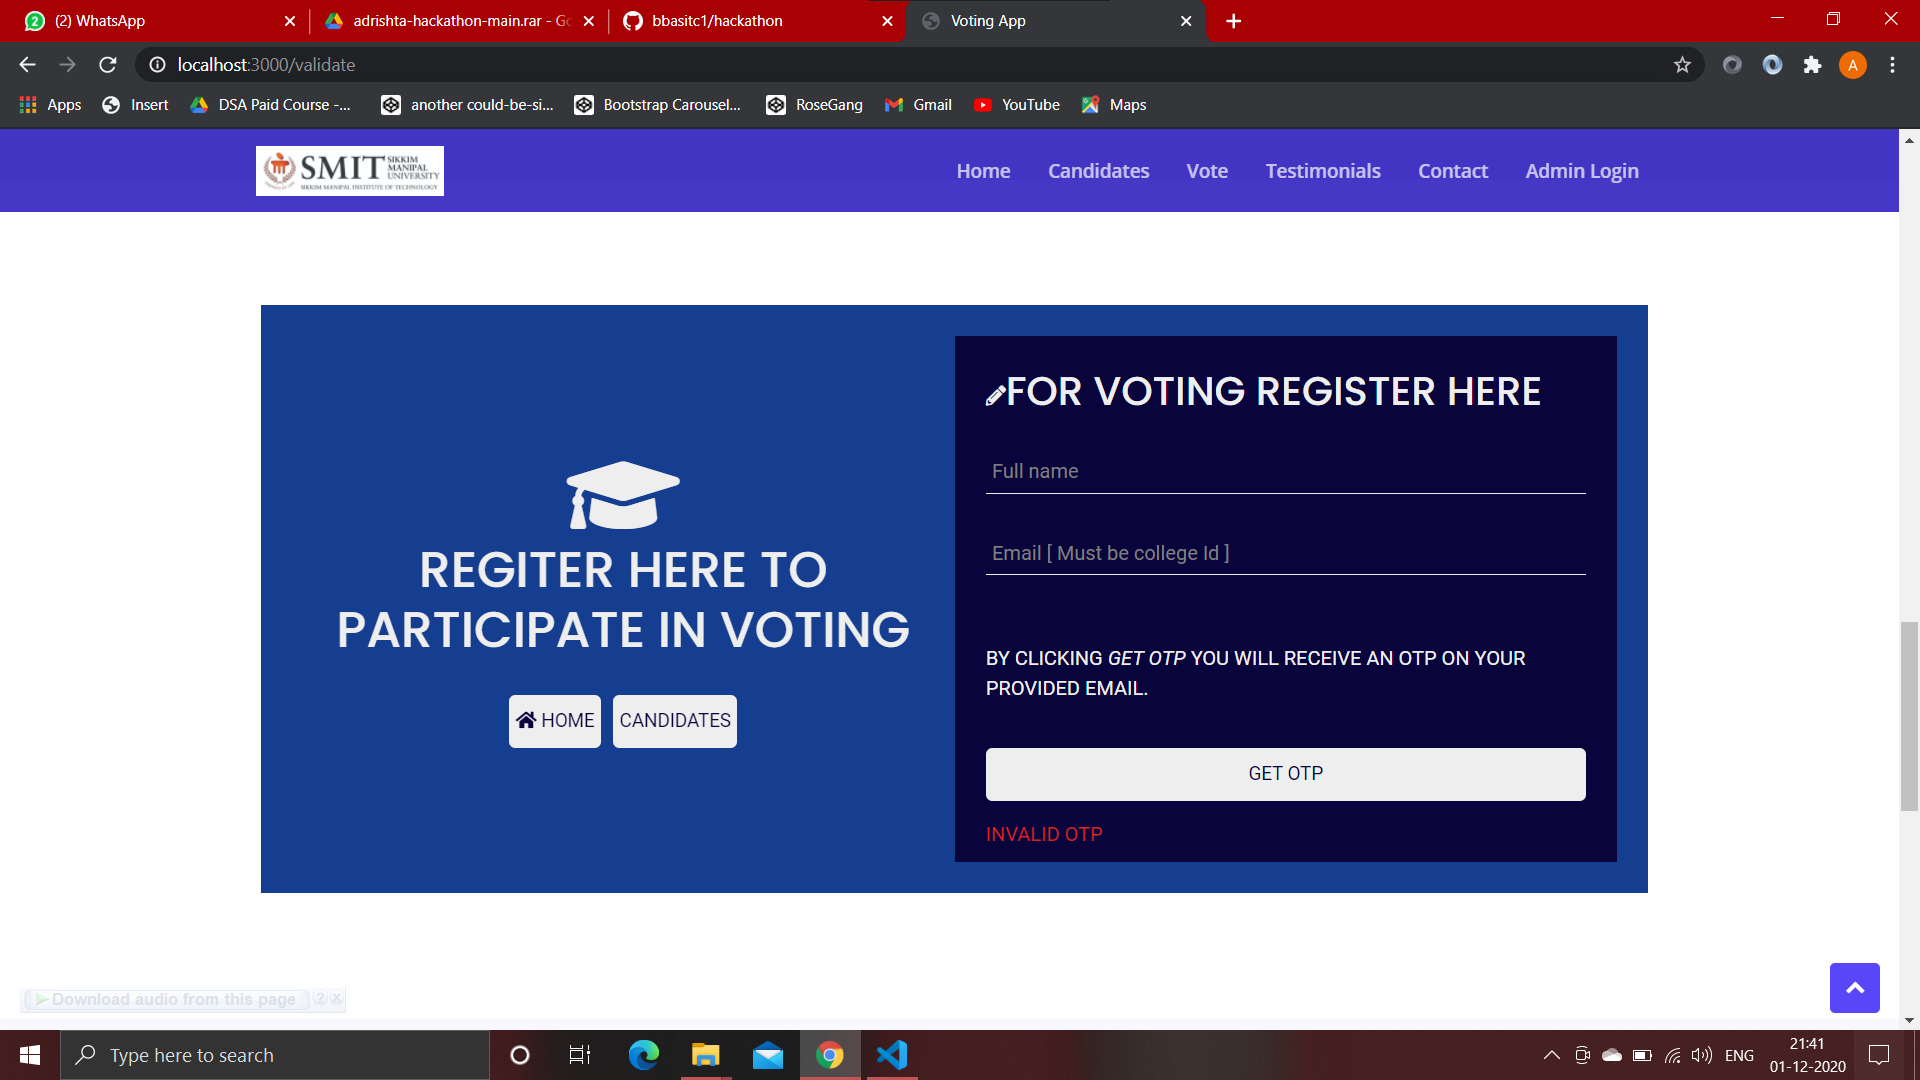 (2) WhatsApp
adrishta-hackathon-main.rar - Go
bbasitc1/hackathon
Voting App
localhost:3000/validate
A
Apps
Insert
DSA Paid Course -...
another could-be-si...
Bootstrap Carousel...
RoseGang
Gmail
YouTube
Maps
SMIT SIKKIM MANIPAL UNIVERSITY
SIKKIM MANIPAL INSTITUTE OF TECHNOLOGY
Home
Candidates
Vote
Testimonials
Contact
Admin Login
REGITER HERE TO
PARTICIPATE IN VOTING
HOME
CANDIDATES
FOR VOTING REGISTER HERE
Full name
Email [ Must be college Id ]
BY CLICKING GET OTP YOU WILL RECEIVE AN OTP ON YOUR
PROVIDED EMAIL.
GET OTP
INVALID OTP
Download audio from this page ? X
Type here to search
ENG
21:41
01-12-2020